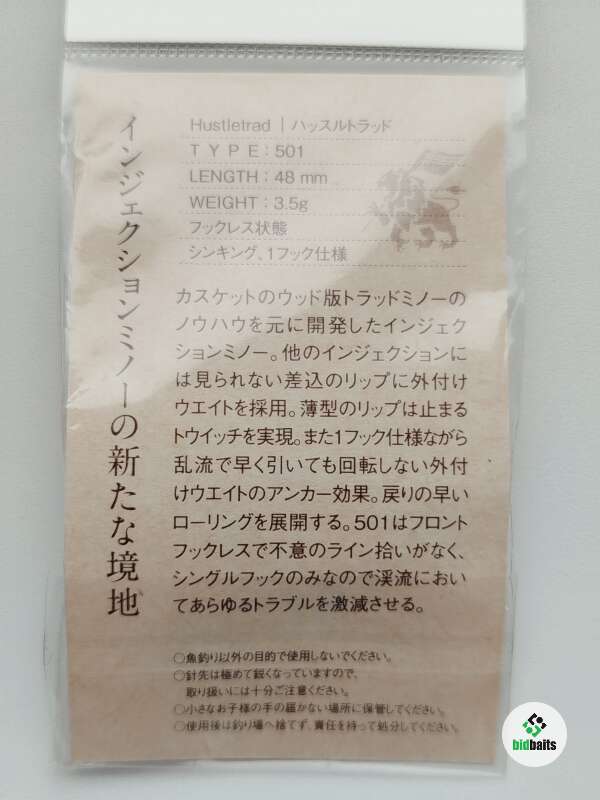 インジェクションミノーの新たな境地
Hustletrad | ハッスルトラッド
TYPE：501
LENGTH：48 mm
WEIGHT：3.5g
フックレス状態
シンキング、1フック仕様
カスケットのウッド版トラッドミノーの
ノウハウを元に開発したインジェク
ションミノー。他のインジェクションに
は見られない差込のリップに外付け
ウエイトを採用。薄型のリップは止まる
トウイッチを実現。また1フック仕様ながら
乱流で早く引いても回転しない外付
けウエイトのアンカー効果。戻りの早い
ローリングを展開する。501はフロント
フックレスで不意のライン拾いがなく、
シングルフックのみなので渓流におい
てあらゆるトラブルを激減させる。
○魚釣り以外の目的で使用しないでください。
○針先は極めて鋭くなっていますので、
取り扱いには十分ご注意ください。
○小さなお子様の手の届かない場所に保管してください。
○使用後は釣り場へ捨てず、責任を持って処分してください。
bidbaits